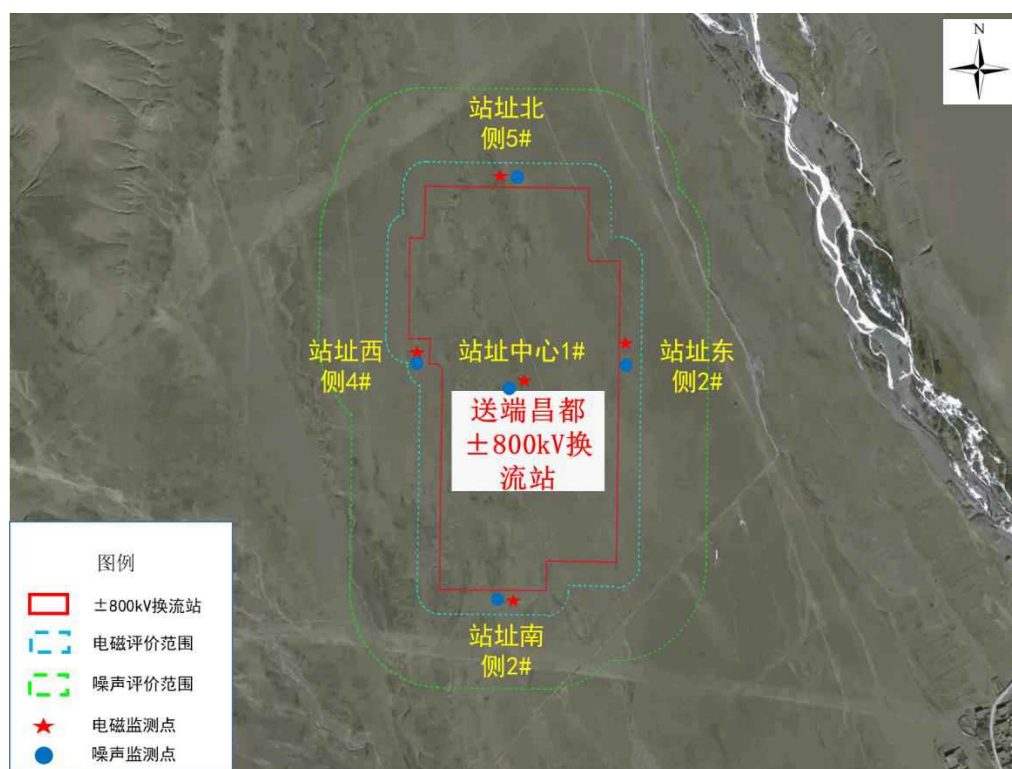 N
站址北
侧5#
站址西
侧4#
站址中心1#
站址东
侧2#
送端昌都
±800kV换
流站
站址南
侧2#
图例
±800kV换流站
电磁评价范围
噪声评价范围
电磁监测点
噪声监测点